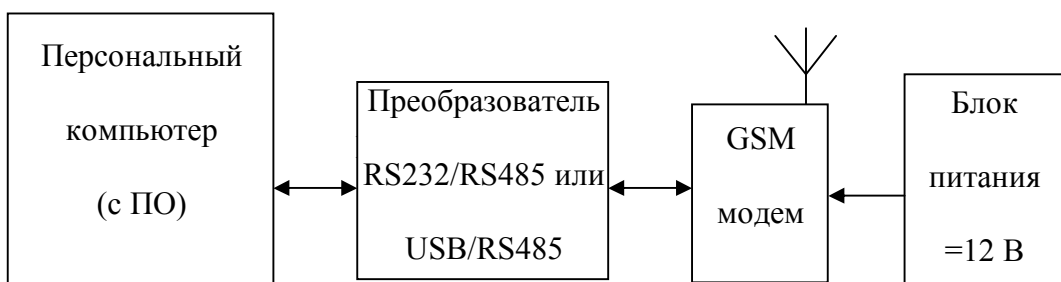 Персональный
компьютер
(с ПО)
Преобразователь
RS232/RS485 или
USB/RS485
GSM
модем
Блок
питания
=12 В